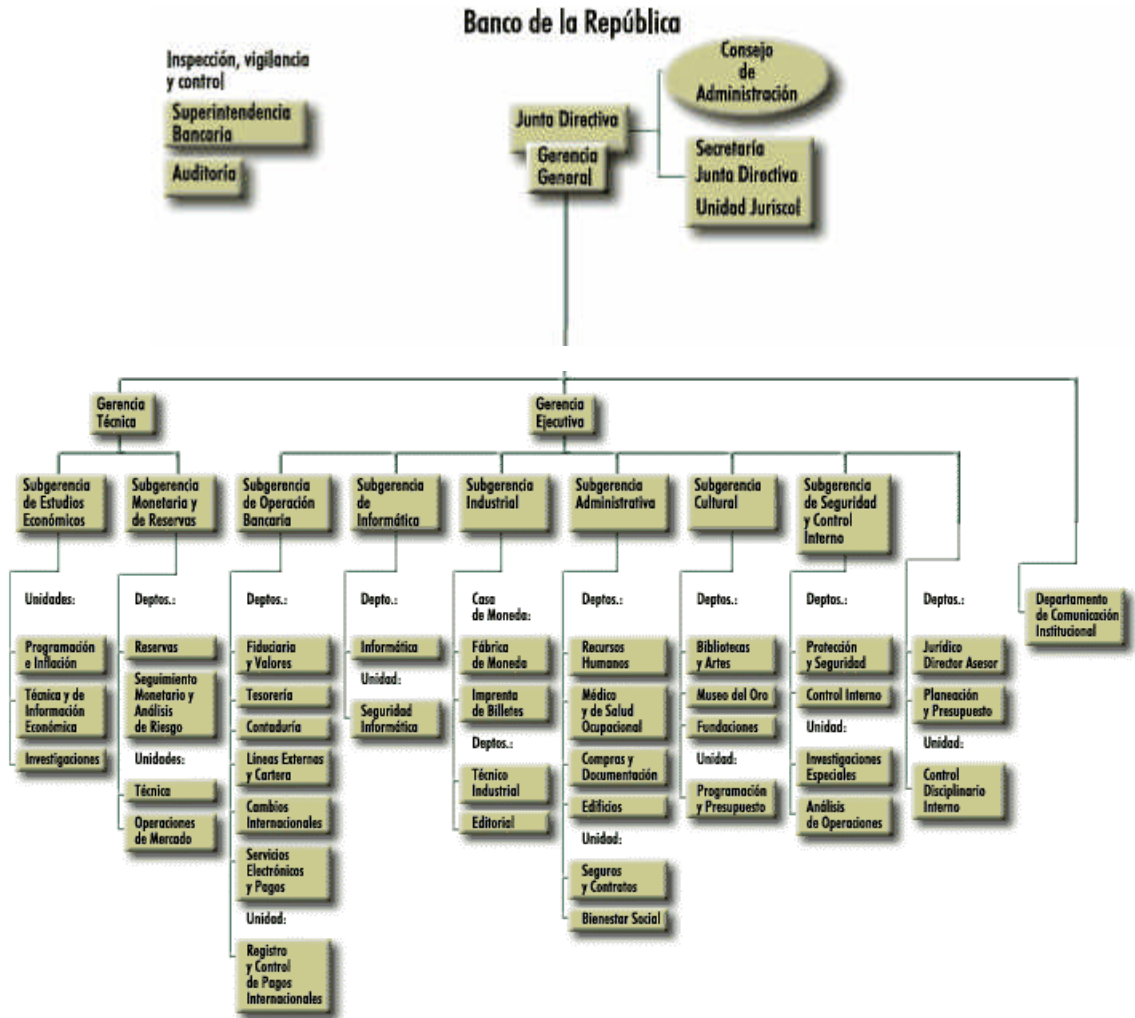 Banco de la República
Inspección, vigilancia
y control
Superintendencia
Bancaria
Auditoría
Consejo
de
Administración
Junta Directiva
Gerencia
General
Secretaría
Junta Directiva
Unidad Juriscol
Gerencia
Técnica
Gerencia
Ejecutiva
Subgerencia
de Estudios
Económicos
Subgerencia
Monetaria y
de Reservas
Subgerencia
de Operación
Bancaria
Subgerencia
de
Informática
Subgerencia
Industrial
Subgerencia
Administrativa
Subgerencia
Cultural
Subgerencia
de Seguridad
y Control
Interno
Unidades:
Programación
e Inflación
Técnica y de
Información
Económica
Investigaciones
Deptos.:
Reservas
Seguimiento
Monetario y
Análisis
de Riesgo
Unidades:
Técnica
Operaciones
de Mercado
Deptos.:
Fiduciaria
y Valores
Tesorería
Contaduría
Líneas Externas
y Cartera
Cambios
Internacionales
Servicios
Electrónicos
y Pagos
Unidad:
Registro
y Control
de Pagos
Internacionales
Depto.:
Informática
Unidad:
Seguridad
Informática
Casa
de Moneda:
Fábrica
de Moneda
Imprenta
de Billetes
Deptos.:
Técnico
Industrial
Editorial
Deptos.:
Recursos
Humanos
Médico
y de Salud
Ocupacional
Compras y
Documentación
Edificios
Unidad:
Seguros
y Contratos
Bienestar Social
Deptos.:
Bibliotecas
y Artes
Museo del Oro
Fundaciones
Unidad:
Programación
y Presupuesto
Deptos.:
Protección
y Seguridad
Control Interno
Unidad:
Investigaciones
Especiales
Análisis
de Operaciones
Deptos.:
Jurídico
Director Asesor
Planeación
y Presupuesto
Unidad:
Control
Disciplinario
Interno
Departamento
de Comunicación
Institucional